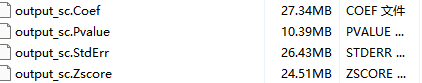 output_sc.Coef 27.34MB COEF 文件
output_sc.Pvalue 10.39MB PVALUE ...
output_sc.StdErr 26.43MB STDERR ...
output_sc.Zscore 24.51MB ZSCORE ...